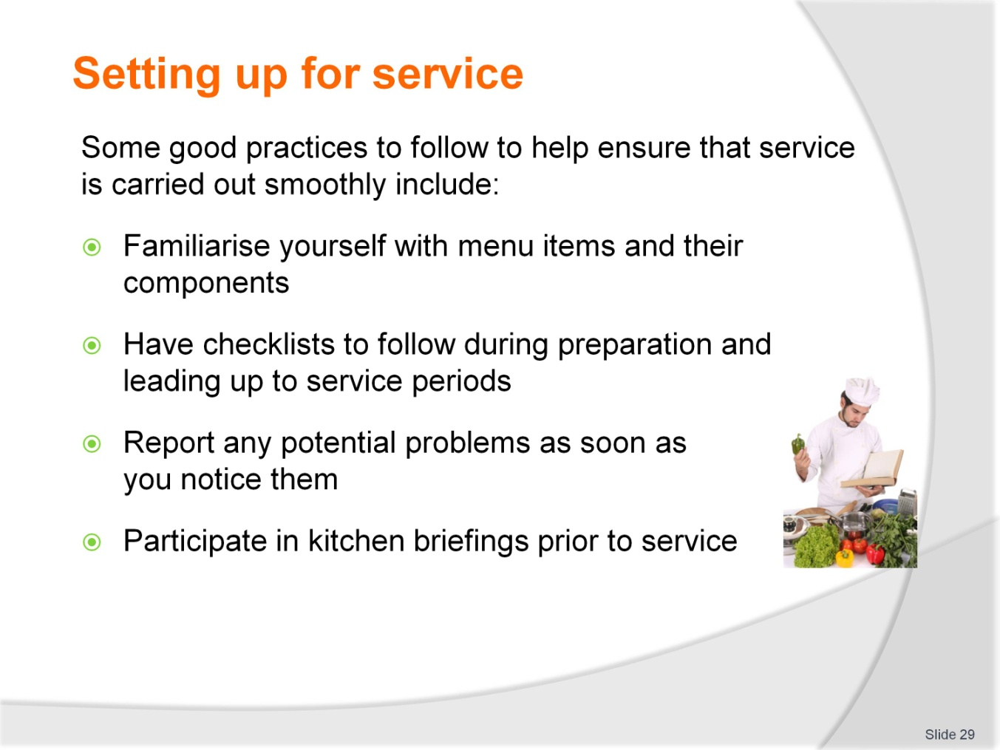 Setting up for service
Some good practices to follow to help ensure that service
is carried out smoothly include:
Familiarise yourself with menu items and their
components
Have checklists to follow during preparation and
leading up to service periods
Report any potential problems as soon as
you notice them
Participate in kitchen briefings prior to service
Slide 29